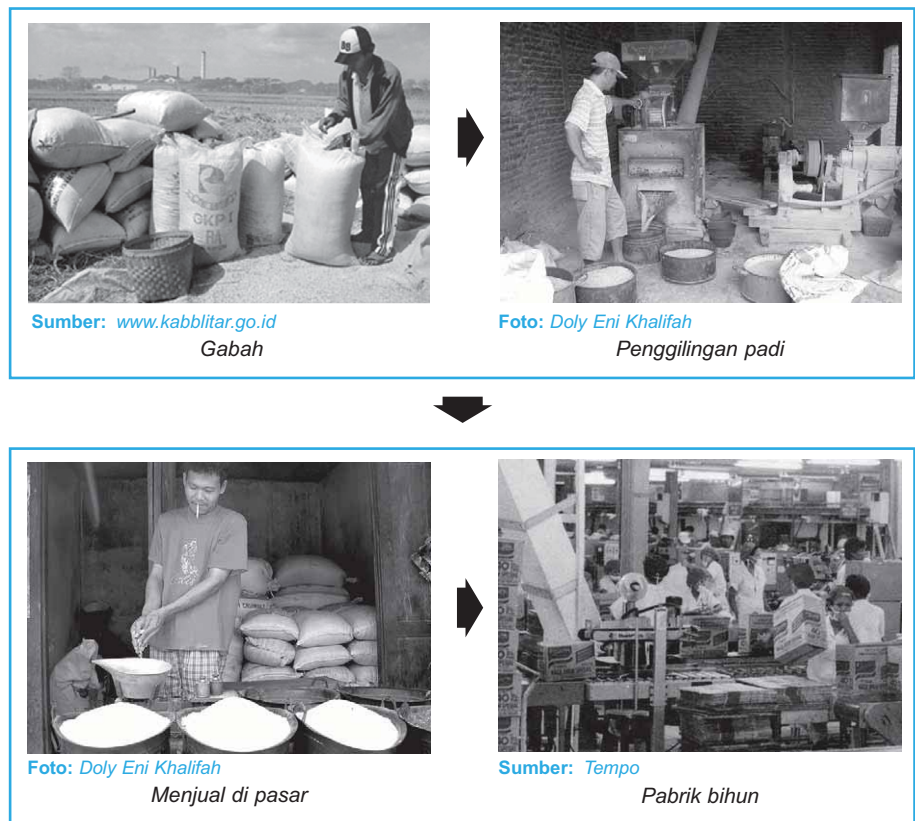 GKP I
Sumber: www.kabblitar.go.id
Foto: Doly Eni Khalifah
Gabah
Penggilingan padi
Foto: Doly Eni Khalifah
Sumber: Tempo
Menjual di pasar
Pabrik bihun